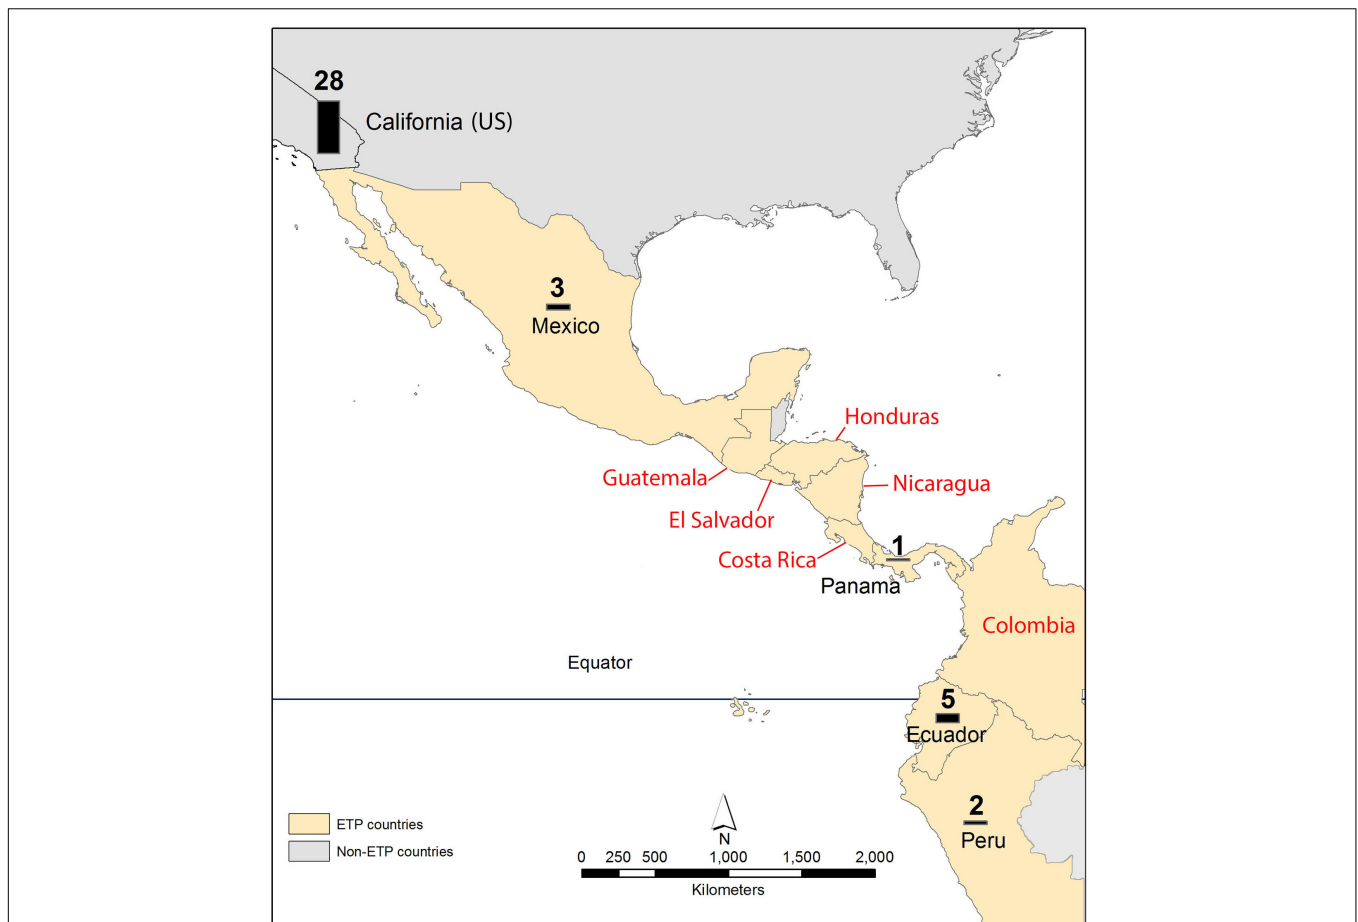 28
California (US)
3
Mexico
Honduras
Guatemala
Nicaragua
El Salvador
1
Costa Rica
Panama
Colombia
Equator
5
Ecuador
2
Peru
ETP countries
Non-ETP countries
N
0 250 500 1,000 1,500 2,000
Kilometers